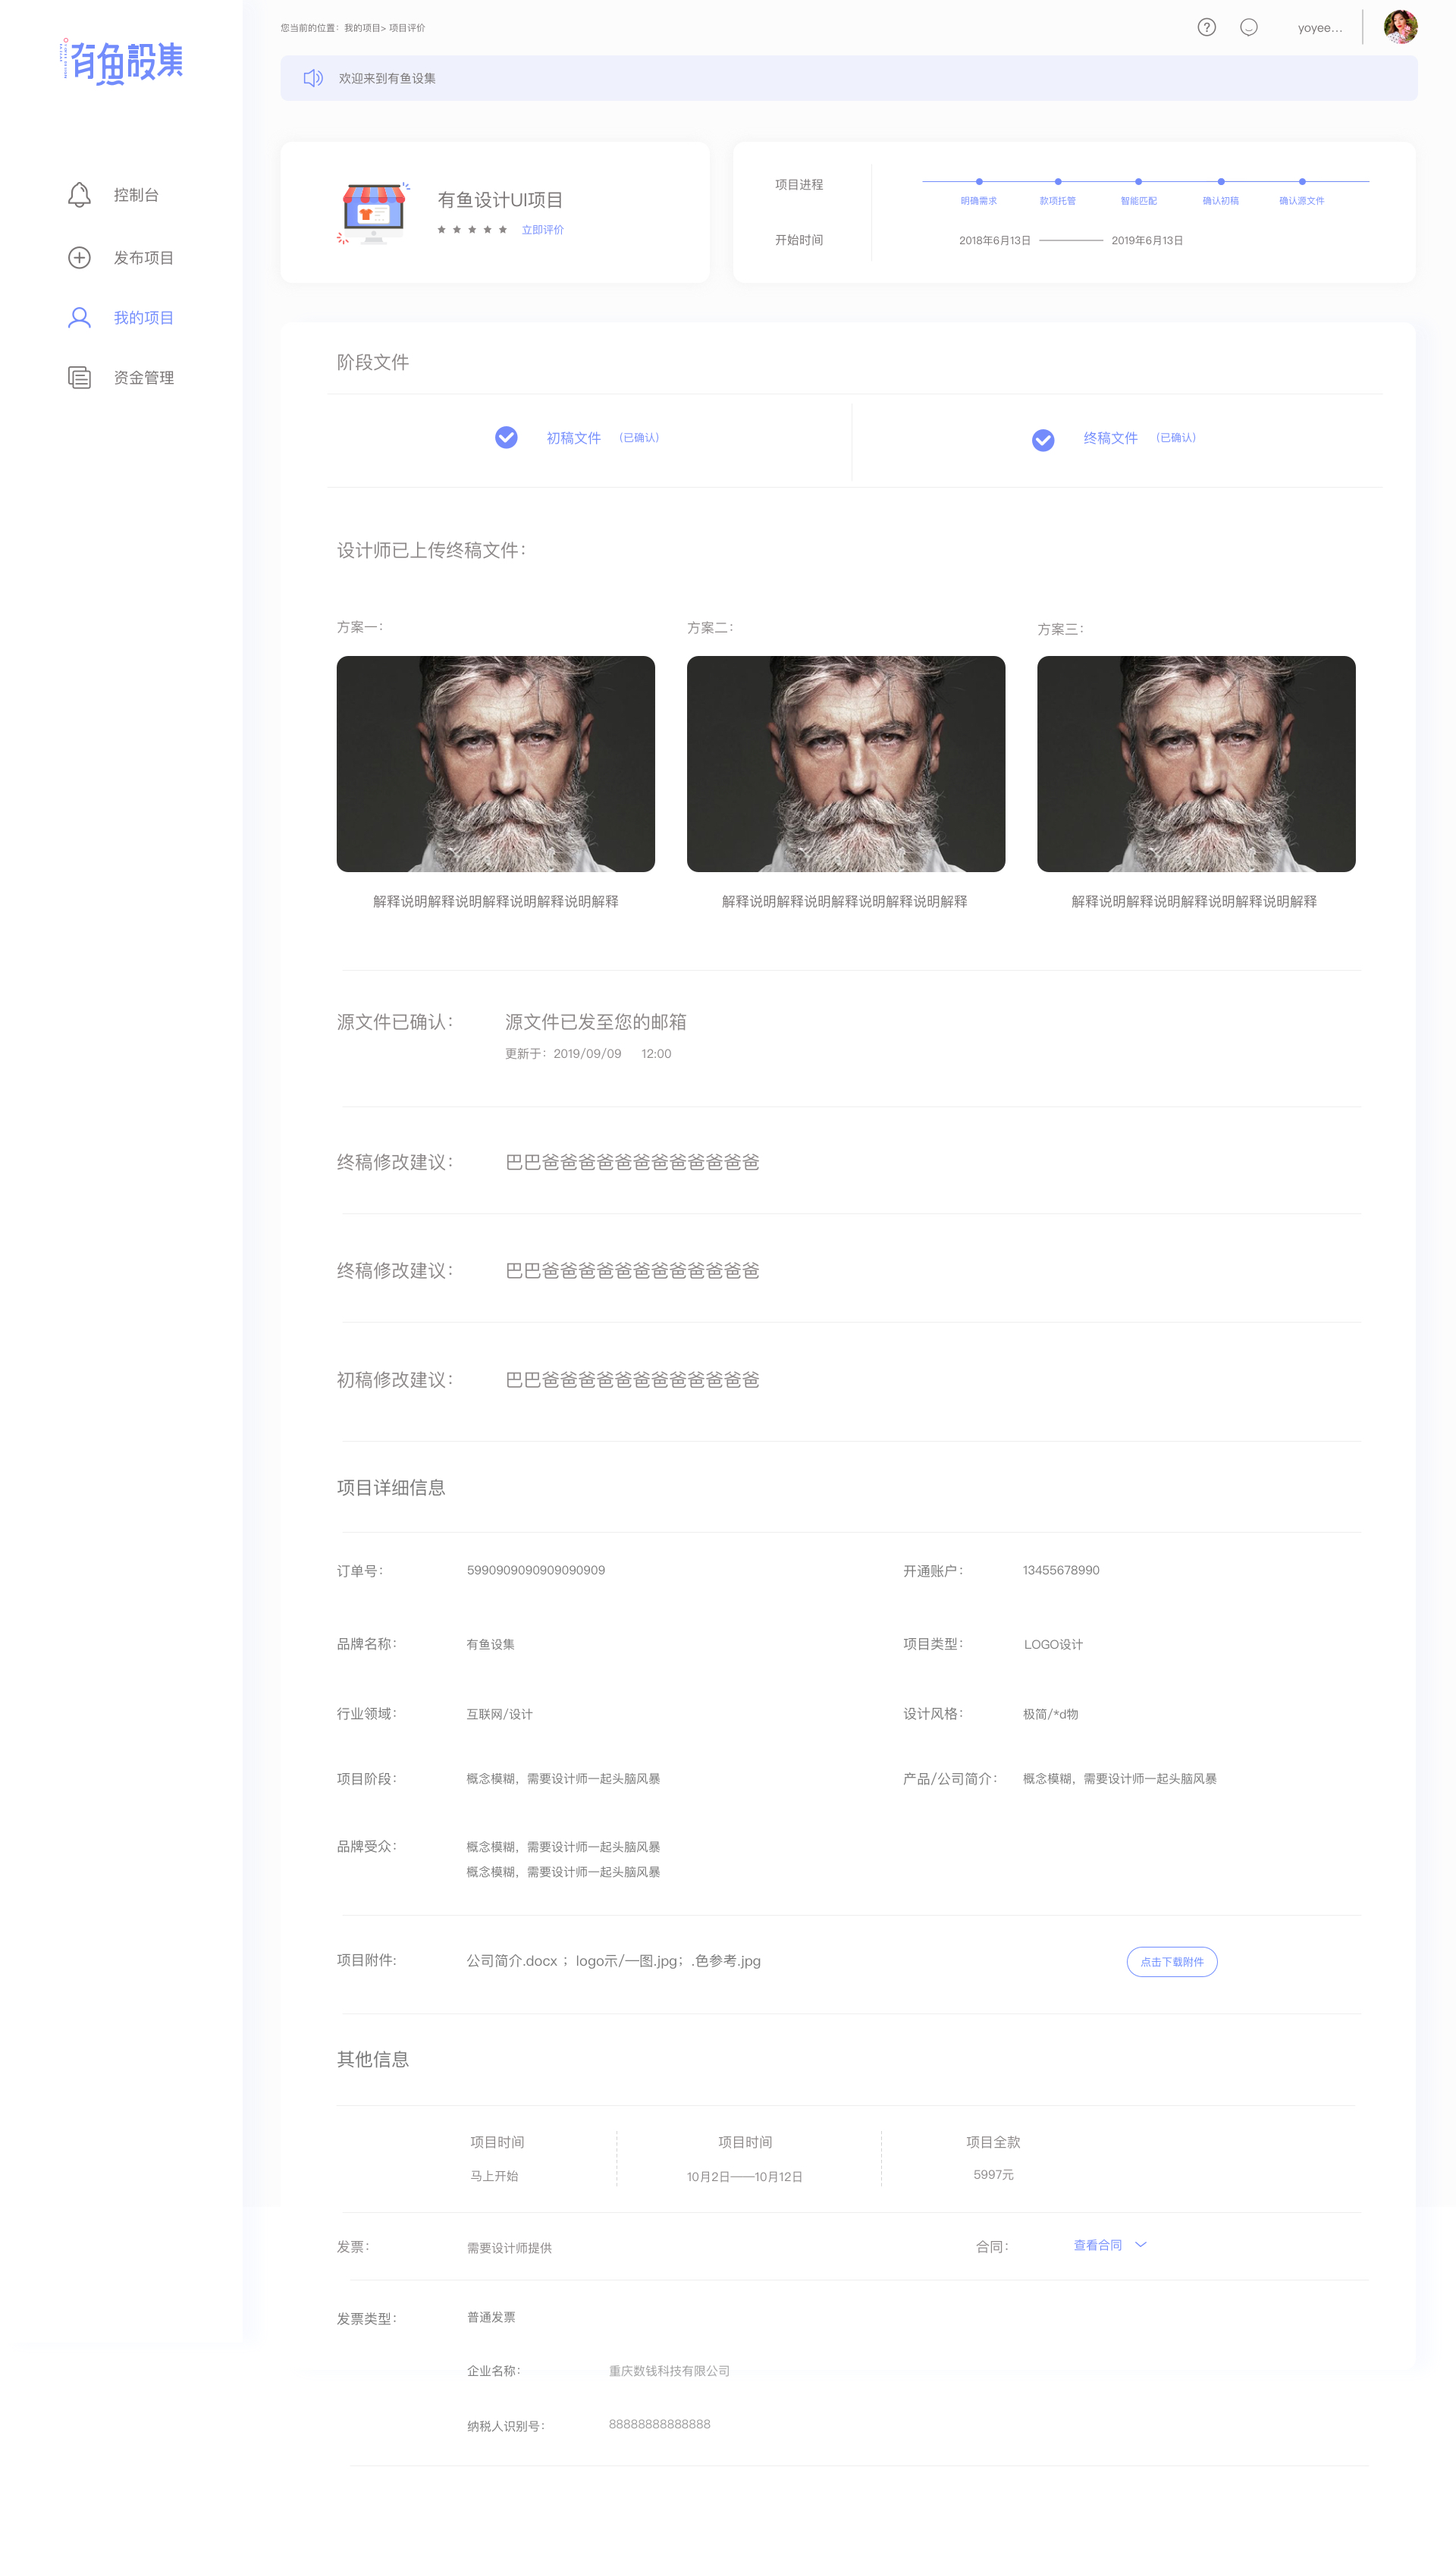 您当前的位置：我的项目> 项目评价
yoyee...
有鱼設集
欢迎来到有鱼设集
控制台
发布项目
我的项目
资金管理
有鱼设计UI项目
立即评价
项目进程
明确需求 款项托管 智能匹配 确认初稿 确认源文件
开始时间
2018年6月13日 ——— 2019年6月13日
阶段文件
初稿文件 (已确认)
终稿文件 (已确认)
设计师已上传终稿文件：
方案一： 方案二： 方案三：
解释说明解释说明解释说明解释说明解释 解释说明解释说明解释说明解释说明解释 解释说明解释说明解释说明解释说明解释
源文件已确认： 源文件已发至您的邮箱
更新于：2019/09/09 12:00
终稿修改建议： 巴巴爸爸爸爸爸爸爸爸爸爸爸爸
终稿修改建议： 巴巴爸爸爸爸爸爸爸爸爸爸爸爸
初稿修改建议： 巴巴爸爸爸爸爸爸爸爸爸爸爸爸
项目详细信息
订单号： 5990909090909090909 开通账户： 13455678990
品牌名称： 有鱼设集 项目类型： LOGO设计
行业领域： 互联网/设计 设计风格： 极简/*d物
项目阶段： 概念模糊，需要设计师一起头脑风暴 产品/公司简介： 概念模糊，需要设计师一起头脑风暴
品牌受众： 概念模糊，需要设计师一起头脑风暴
概念模糊，需要设计师一起头脑风暴
项目附件: 公司简介.docx ；logo示/—图.jpg；.色参考.jpg 点击下载附件
其他信息
项目时间 项目时间 项目全款
马上开始 10月2日——10月12日 5997元
发票： 需要设计师提供 合同： 查看合同
发票类型： 普通发票
企业名称： 重庆数钱科技有限公司
纳税人识别号： 88888888888888